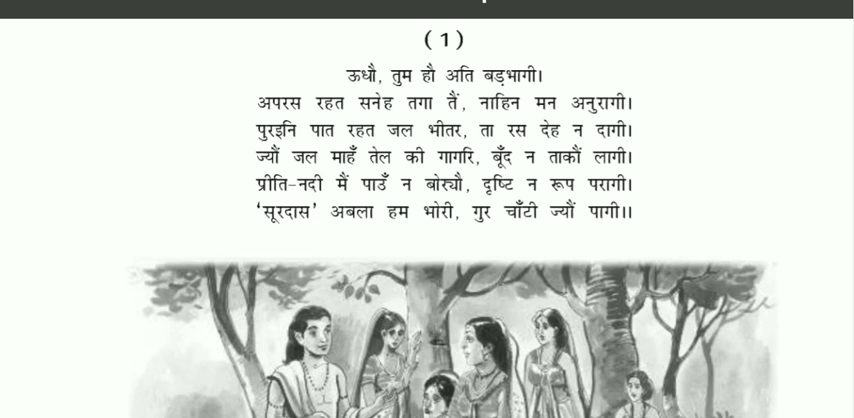 (1)
ऊधौ, तुम हौ अति बड़भागी।
अपरस रहत सनेह तगा तैं, नाहिन मन अनुरागी।
पुरइनि पात रहत जल भीतर, ता रस देह न दागी।
ज्यौं जल माहँ तेल की गागरि, बूँद न ताकौं लागी।
प्रीति-नदी मैं पाउँ न बोरयौ, दृष्टि न रूप परागी।
‘सूरदास’ अबला हम भोरी, गुर चाँटी ज्यौं पागी।।